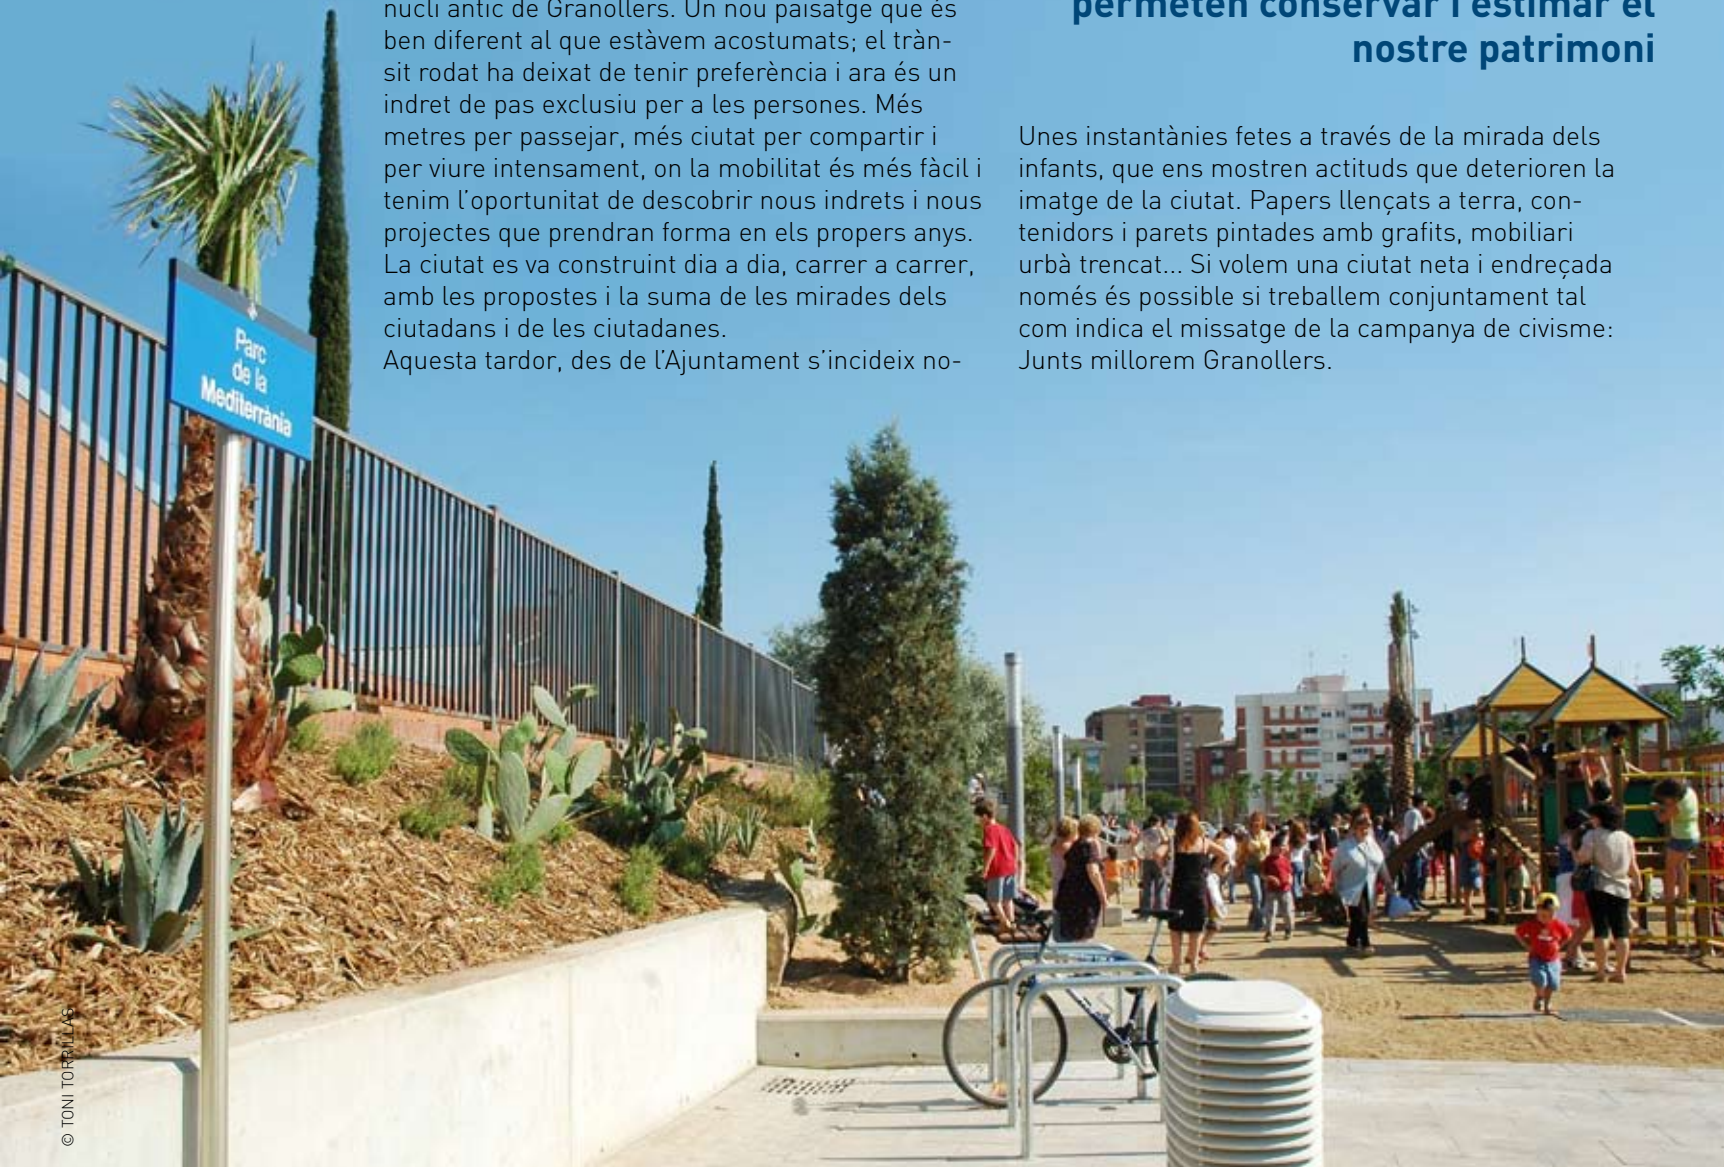 nucli antic de Granollers. Un nou paisatge que és
ben diferent al que estàvem acostumats; el tràn-
sit rodat ha deixat de tenir preferència i ara és un
indret de pas exclusiu per a les persones. Més
metres per passejar, més ciutat per compartir i
per viure intensament, on la mobilitat és més fàcil i
tenim l’oportunitat de descobrir nous indrets i nous
projectes que prendran forma en els propers anys.
La ciutat es va construint dia a dia, carrer a carrer,
amb les propostes i la suma de les mirades dels
ciutadans i de les ciutadanes.
Aquesta tardor, des de l’Ajuntament s’incideix no-
permeten conservar i estimar el
nostre patrimoni
Unes instantànies fetes a través de la mirada dels
infants, que ens mostren actituds que deterioren la
imatge de la ciutat. Papers llençats a terra, con-
tenidors i parets pintades amb grafits, mobiliari
urbà trencat... Si volem una ciutat neta i endreçada
només és possible si treballem conjuntament tal
com indica el missatge de la campanya de civisme:
Junts millorem Granollers.
Parc
de la
Mediterrània
© TONI TORRILLAS